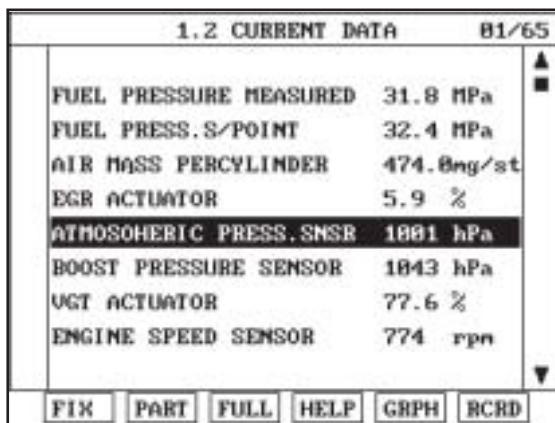 1.2 CURRENT DATA 01/65
FUEL PRESSURE MEASURED 31.8 MPa
FUEL PRESS.S/POINT 32.4 MPa
AIR MASS PERCYLINDER 474.0mg/st
EGR ACTUATOR 5.9 %
ATMOSOHERIC PRESS.SNSR 1001 hPa
BOOST PRESSURE SENSOR 1043 hPa
VGT ACTUATOR 77.6 %
ENGINE SPEED SENSOR 774 rpm
FIX PART FULL HELP GRPH RCRD